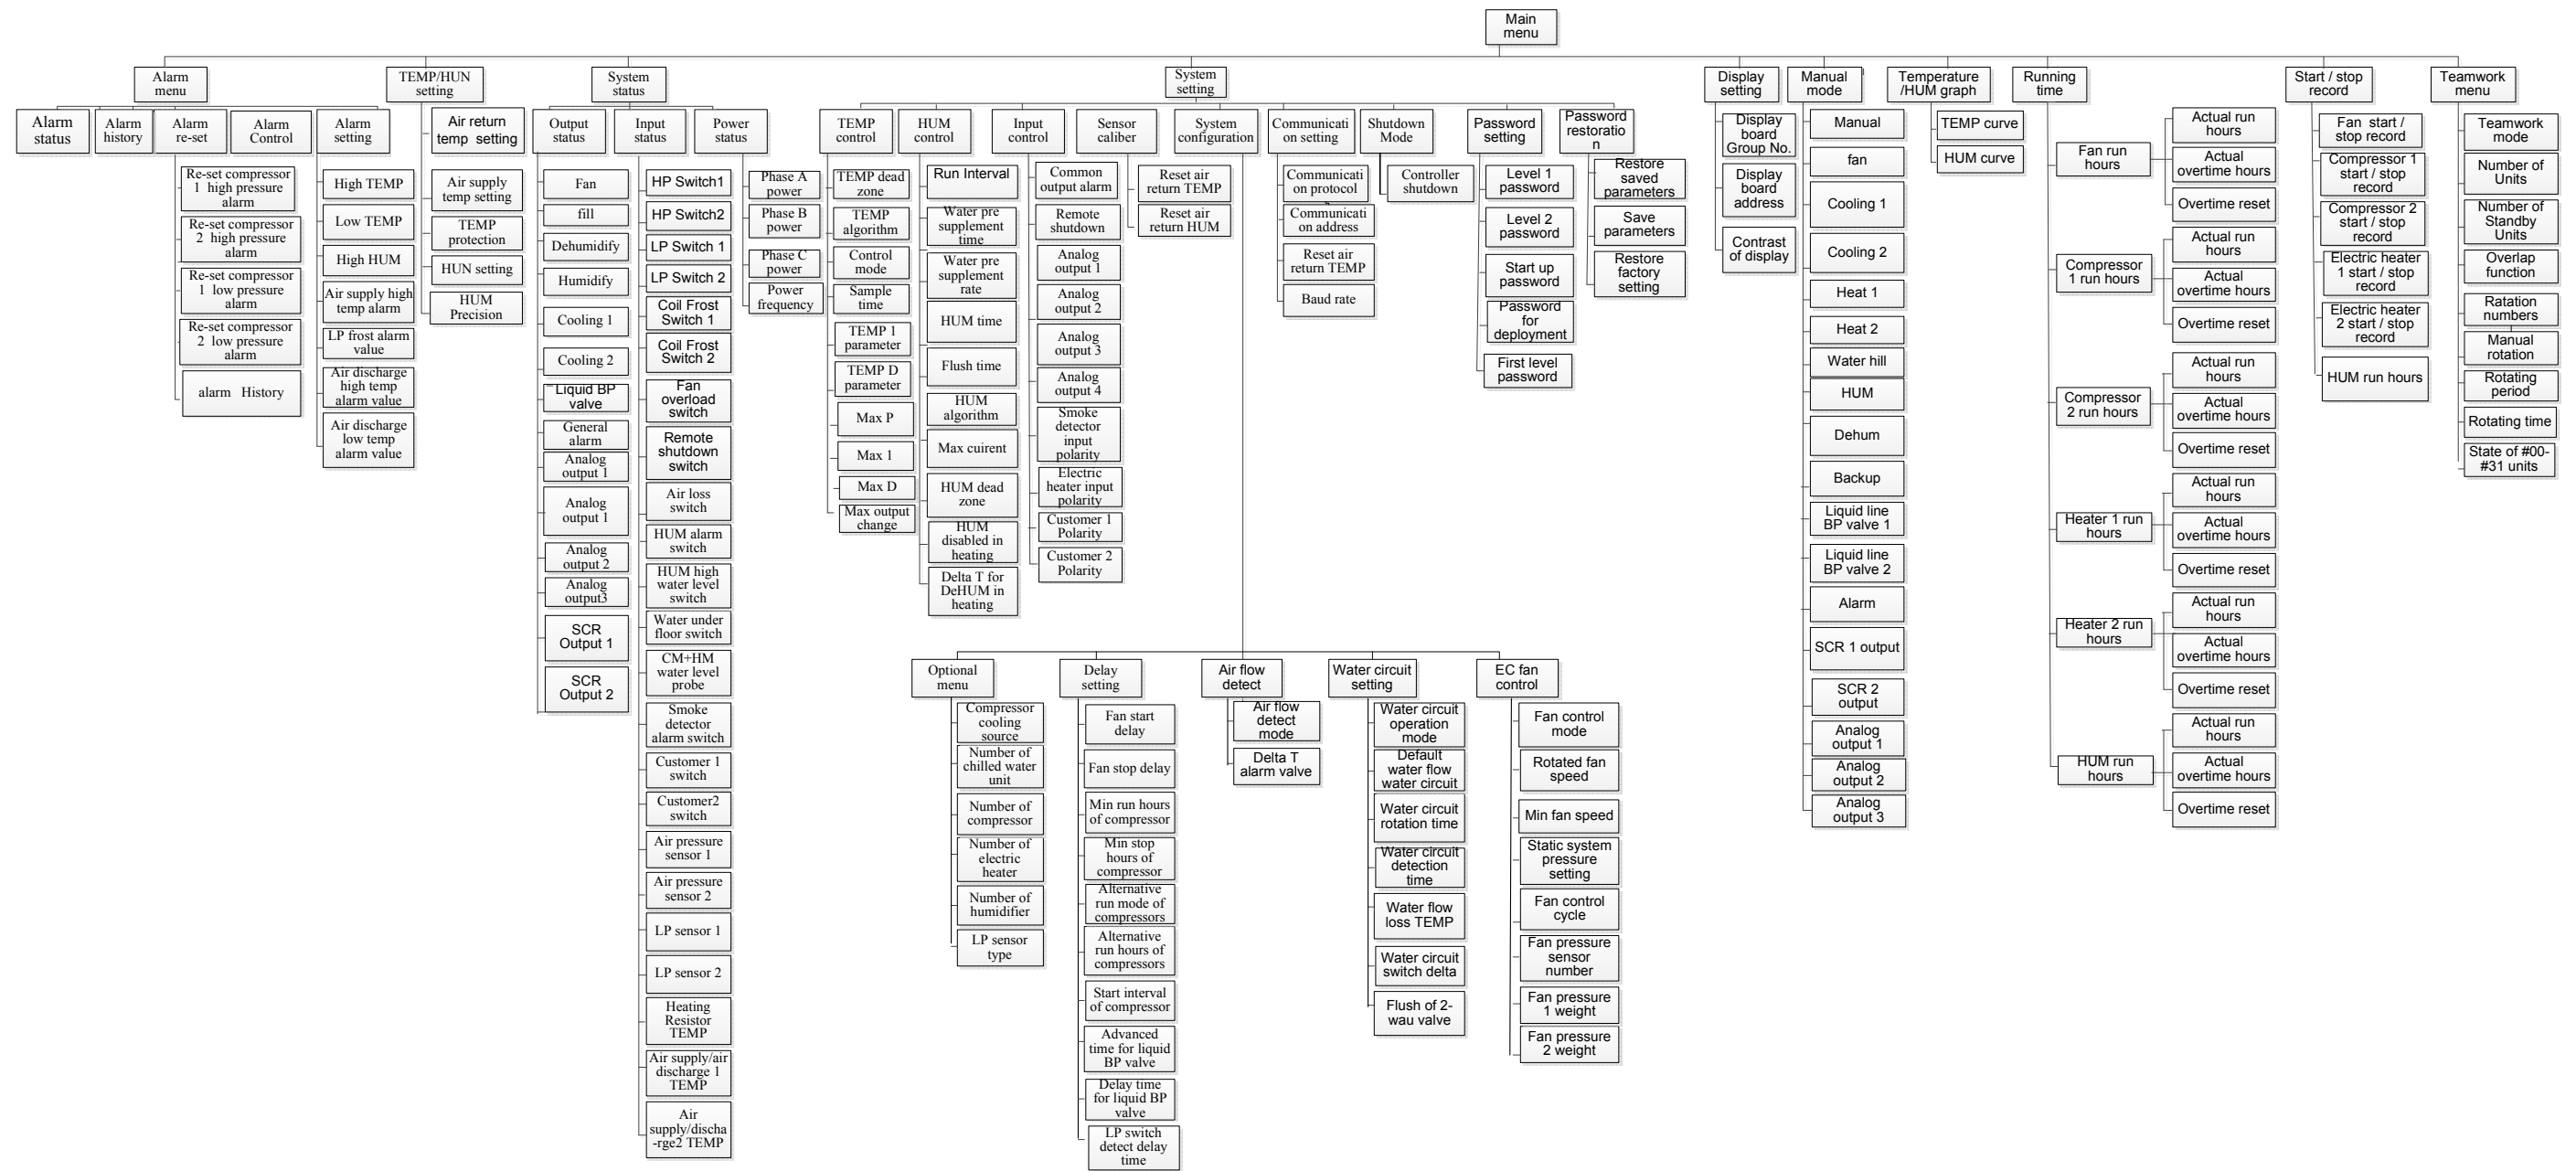 Main
menu
Alarm
menu
TEMP/HUN
setting
System
status
System
setting
Display
setting
Manual
mode
Temperature
/HUM graph
Running
time
Start / stop
record
Teamwork
menu
Alarm
status
Alarm
history
Alarm
re-set
Alarm
Control
Alarm
setting
Re-set compressor
1  high pressure
alarm
Re-set compressor
2  high pressure
alarm
Re-set compressor
1  low pressure
alarm
Re-set compressor
2  low pressure
alarm
alarm   History
High TEMP
Low TEMP
High HUM
Air supply high
temp alarm
LP frost alarm
value
Air discharge
high temp
alarm value
Air discharge
low temp
alarm value
Air return
temp  setting
Air supply
temp setting
TEMP
protection
HUN setting
HUM
Precision
Output
status
Input
status
Power
status
Fan
fill
Dehumidify
Humidify
Cooling 1
Cooling 2
Liquid BP
valve
General
alarm
Analog
output 1
Analog
output 1
Analog
output 2
Analog
output3
SCR
Output 1
SCR
Output 2
HP Switch1
HP Switch2
LP Switch 1
LP Switch 2
Coil Frost
Switch 1
Coil Frost
Switch 2
Fan
overload
switch
Remote
shutdown
switch
Air loss
switch
HUM alarm
switch
HUM high
water level
switch
Water under
floor switch
CM+HM
water level
probe
Smoke
detector
alarm switch
Customer 1
switch
Customer2
switch
Air pressure
sensor 1
Air pressure
sensor 2
LP sensor 1
LP sensor 2
Heating
Resistor
TEMP
Air supply/air
discharge 1
TEMP
Air
supply/discha
-rge2 TEMP
Phase A
power
Phase B
power
Phase C
power
Power
frequency
TEMP
control
HUM
control
Input
control
Sensor
caliber
System
configuration
Communicati
on setting
Shutdown
Mode
Password
setting
Password
restoratio
n
TEMP dead
zone
TEMP
algorithm
Control
mode
Sample
time
TEMP 1
parameter
TEMP D
parameter
Max P
Max 1
Max D
Max output
change
Run Interval
Water pre
supplement
time
Water pre
supplement
rate
HUM time
Flush time
HUM
algorithm
Max cuirent
HUM dead
zone
HUM
disabled in
heating
Delta T for
DeHUM in
heating
Common
output alarm
Remote
shutdown
Analog
output 1
Analog
output 2
Analog
output 3
Analog
output 4
Smoke
detector
input
polarity
Electric
heater input
polarity
Customer 1
Polarity
Customer 2
Polarity
Reset air
return TEMP
Reset air
return HUM
Communicati
on protocol
Communicati
on address
Reset air
return TEMP
Baud rate
Controller
shutdown
Level 1
password
Level 2
password
Start up
password
Password
for
deployment
First level
password
Restore
saved
parameters
Save
parameters
Restore
factory
setting
Optional
menu
Delay
setting
Air flow
detect
Water circuit
setting
EC fan
control
Compressor
cooling
source
Number of
chilled water
unit
Number of
compressor
Number of
electric
heater
Number of
humidifier
LP sensor
type
Fan start
delay
Fan stop delay
Min run hours
of compressor
Min stop
hours of
compressor
Alternative
run mode of
compressors
Alternative
run hours of
compressors
Start interval
of compressor
Advanced
time for liquid
BP valve
Delay time
for liquid BP
valve
LP switch
detect delay
time
Air flow
detect
mode
Delta T
alarm valve
Water circuit
operation
mode
Default
water flow
water circuit
Water circuit
rotation time
Water circuit
detection
time
Water flow
loss TEMP
Water circuit
switch delta
Flush of 2-
wau valve
Fan control
mode
Rotated fan
speed
Min fan speed
Static system
pressure
setting
Fan control
cycle
Fan pressure
sensor
number
Fan pressure
1 weight
Fan pressure
2 weight
Display
board
Group No.
Display
board
address
Contrast
of display
Manual
fan
Cooling 1
Cooling 2
Heat 1
Heat 2
Water hill
HUM
Dehum
Backup
Liquid line
BP valve 1
Liquid line
BP valve 2
Alarm
SCR 1 output
SCR 2
output
Analog
output 1
Analog
output 2
Analog
output 3
TEMP curve
HUM curve
Fan run
hours
Actual run
hours
Actual
overtime hours
Overtime reset
Compressor
1 run hours
Actual run
hours
Actual
overtime hours
Overtime reset
Compressor
2 run hours
Actual run
hours
Actual
overtime hours
Overtime reset
Heater 1 run
hours
Actual run
hours
Actual
overtime hours
Overtime reset
Heater 2 run
hours
Actual run
hours
Actual
overtime hours
Overtime reset
HUM run
hours
Actual run
hours
Actual
overtime hours
Overtime reset
Fan  start /
stop record
Compressor 1
start / stop
record
Compressor 2
start / stop
record
Electric heater
1 start / stop
record
Electric heater
2 start / stop
record
HUM run hours
Teamwork
mode
Number of
Units
Number of
Standby
Units
Overlap
function
Ratation
numbers
Manual
rotation
Rotating
period
Rotating time
State of #00-
#31 units